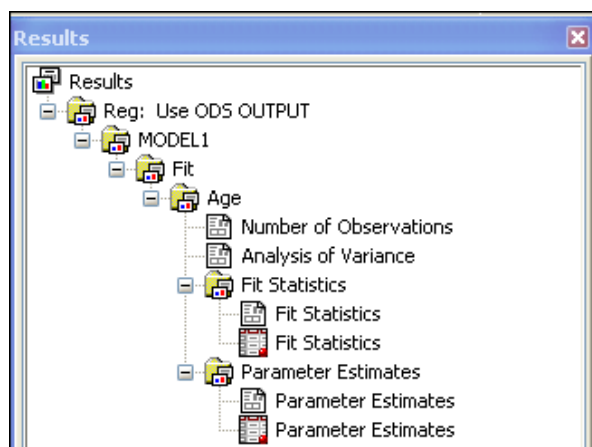 Results
Results
Reg: Use ODS OUTPUT
MODEL1
Fit
Age
Number of Observations
Analysis of Variance
Fit Statistics
Fit Statistics
Fit Statistics
Parameter Estimates
Parameter Estimates
Parameter Estimates